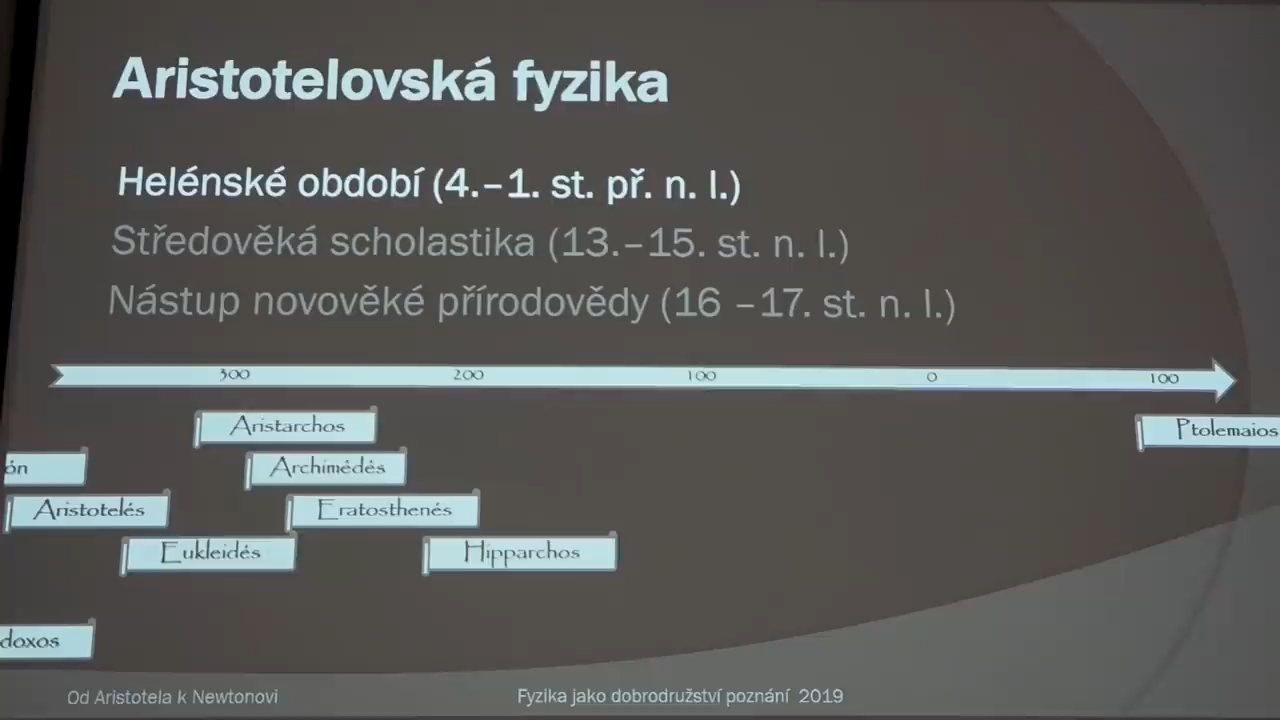 Aristotelovská fyzika
Helénské období (4.–1. st. př. n. l.)
Středověká scholastika (13.–15. st. n. l.)
Nástup novověké přírodovědy (16 –17. st. n. l.)
300 200 100 0 100
Aristarchos
Ptolemaios
ón
Archimédés
Aristotelés
Eratosthenés
Eukleidés
Hipparchos
doxos
Od Aristotela k Newtonovi
Fyzika jako dobrodružství poznání 2019